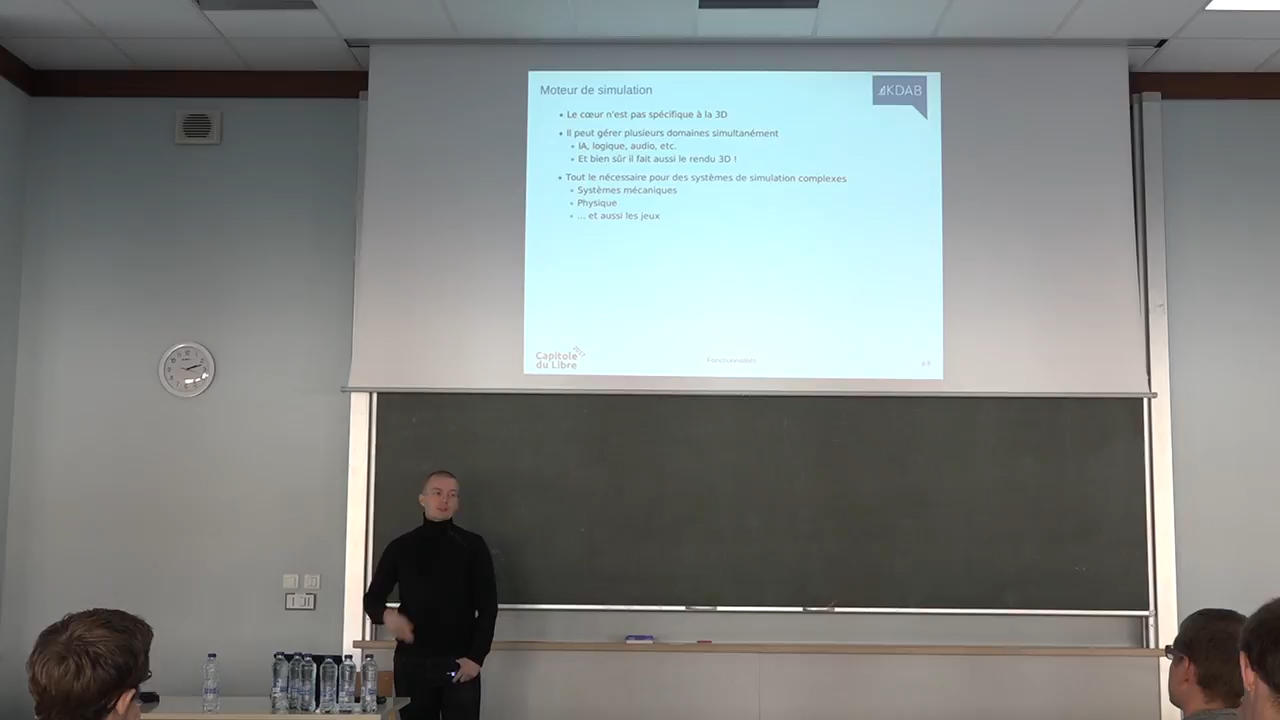 Moteur de simulation
KDAB
• Le cœur n'est pas spécifique à la 3D
• Il peut gérer plusieurs domaines simultanément
• IA, logique, audio, etc.
• Et bien sûr il fait aussi le rendu 3D !
• Tout le nécessaire pour des systèmes de simulation complexes
• Systèmes mécaniques
• Physique
• ... et aussi les jeux
Capitole 2017
du Libre
Fonctionnalités